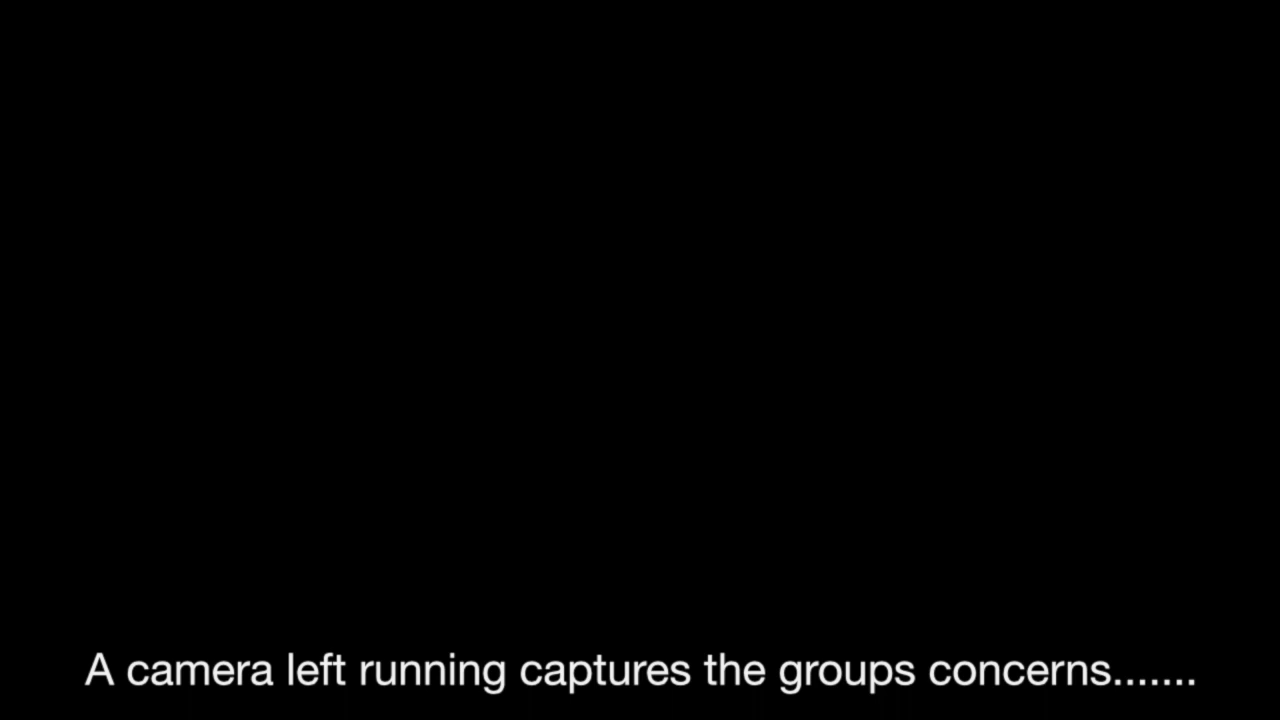 A camera left running captures the groups concerns.......